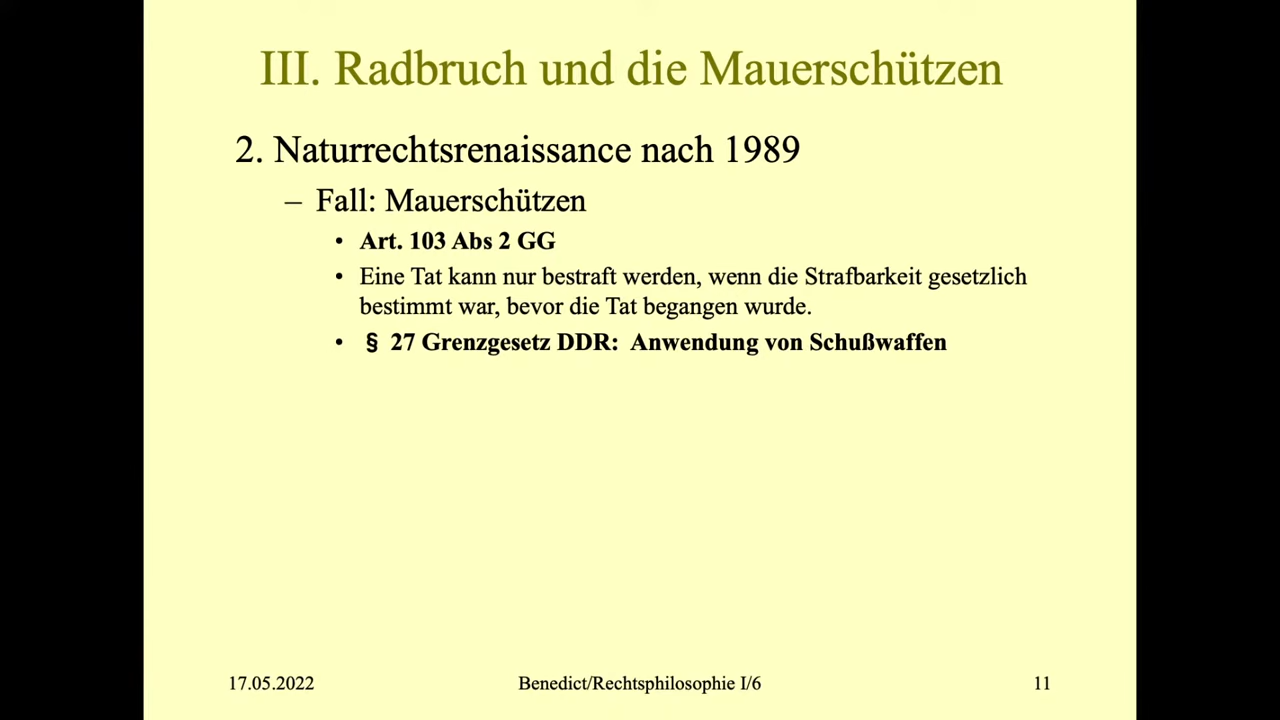 III. Radbruch und die Mauerschützen
2. Naturrechtsrenaissance nach 1989
– Fall: Mauerschützen
• Art. 103 Abs 2 GG
• Eine Tat kann nur bestraft werden, wenn die Strafbarkeit gesetzlich
bestimmt war, bevor die Tat begangen wurde.
• § 27 Grenzgesetz DDR: Anwendung von Schußwaffen
17.05.2022
Benedict/Rechtsphilosophie I/6
11